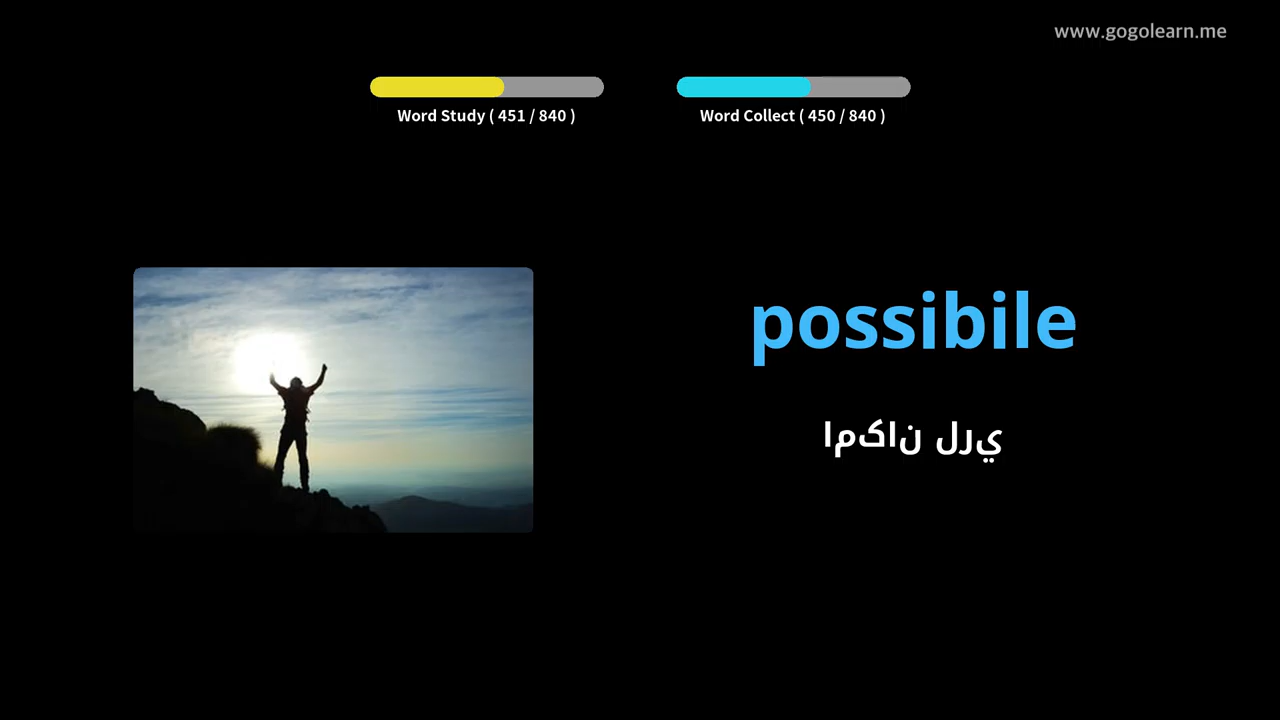 www.gogolearn.me
Word Study ( 451 / 840 )
Word Collect ( 450 / 840 )
possibile
امکان لري